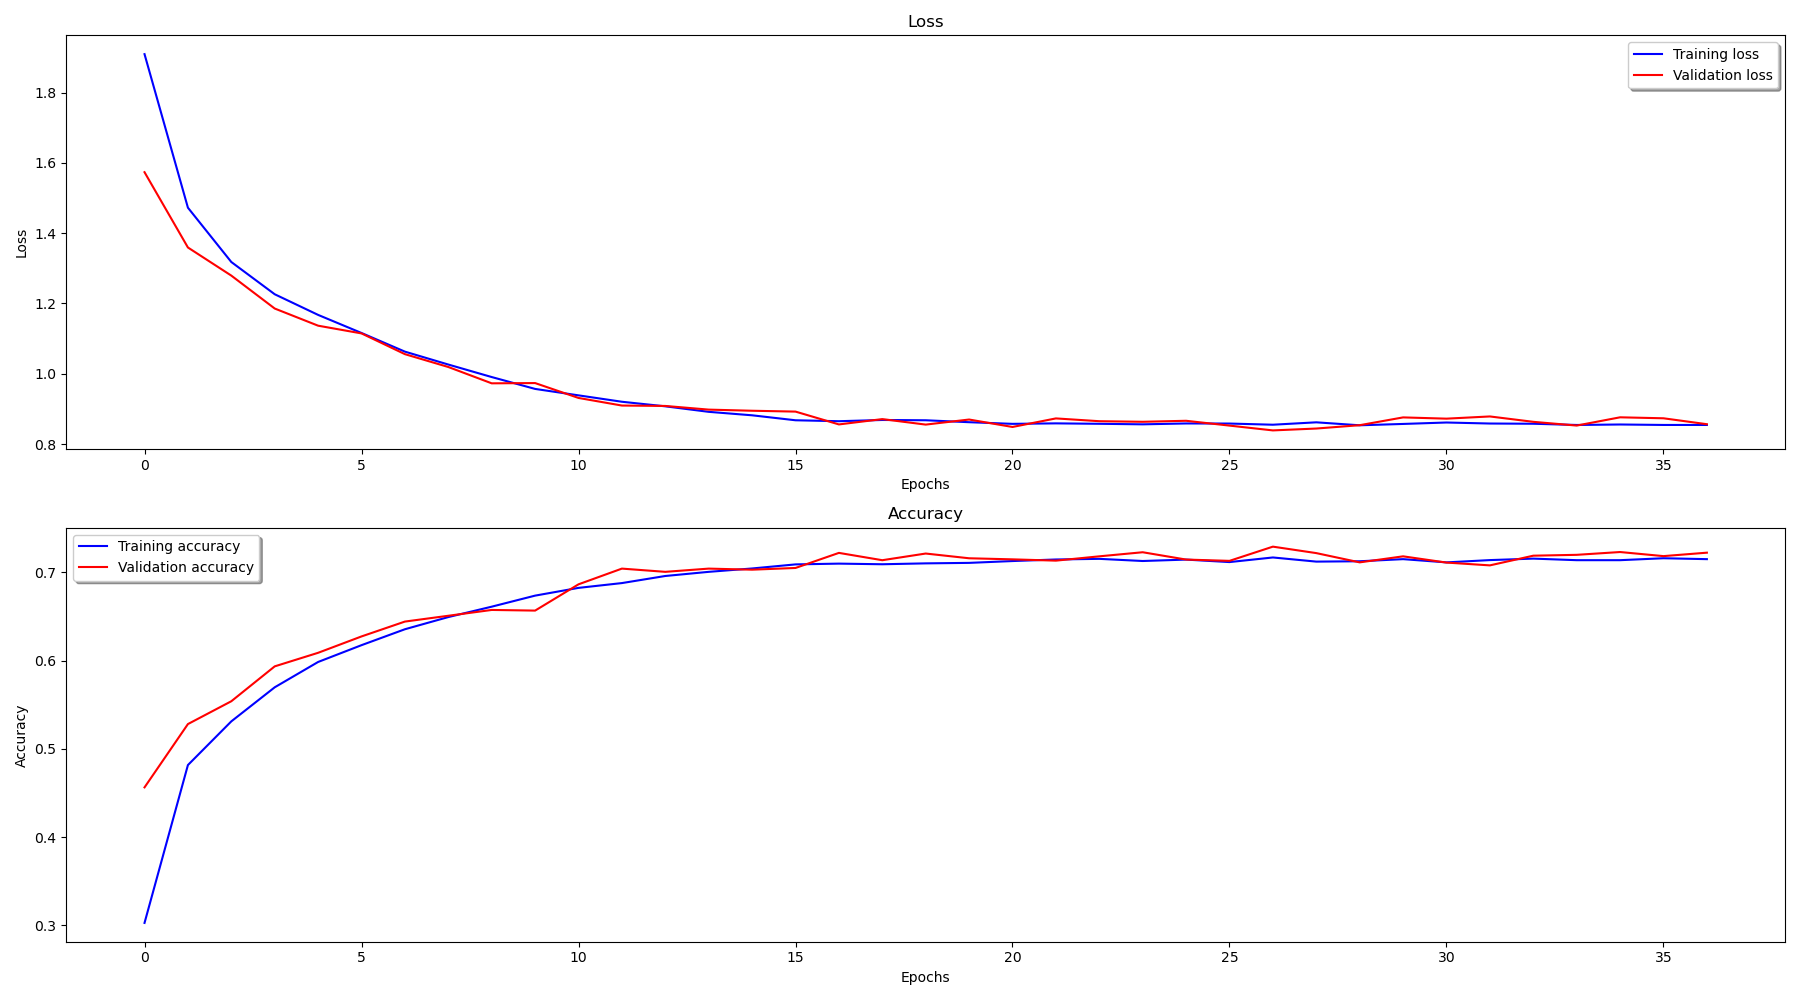 Loss
Training loss
Validation loss
1.8
1.6
1.4
1.2
1.0
0.8
Loss
0 5 10 15 20 25 30 35
Epochs
Accuracy
Training accuracy
Validation accuracy
0.7
0.6
0.5
0.4
0.3
Accuracy
0 5 10 15 20 25 30 35
Epochs